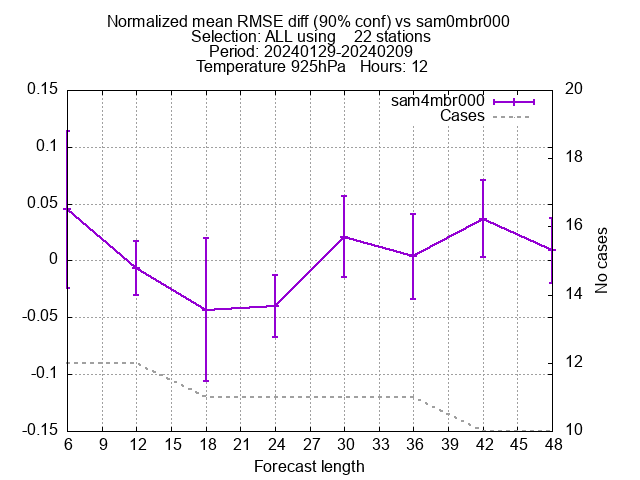 Normalized mean RMSE diff (90% conf) vs sam0mbr000
Selection: ALL using    22 stations
Period: 20240129-20240209
Temperature 925hPa   Hours: 12
sam4mbr000
Cases
0.15
0.1
0.05
0
-0.05
-0.1
-0.15
20
18
16
14
12
10
No cases
6 9 12 15 18 21 24 27 30 33 36 39 42 45 48
Forecast length